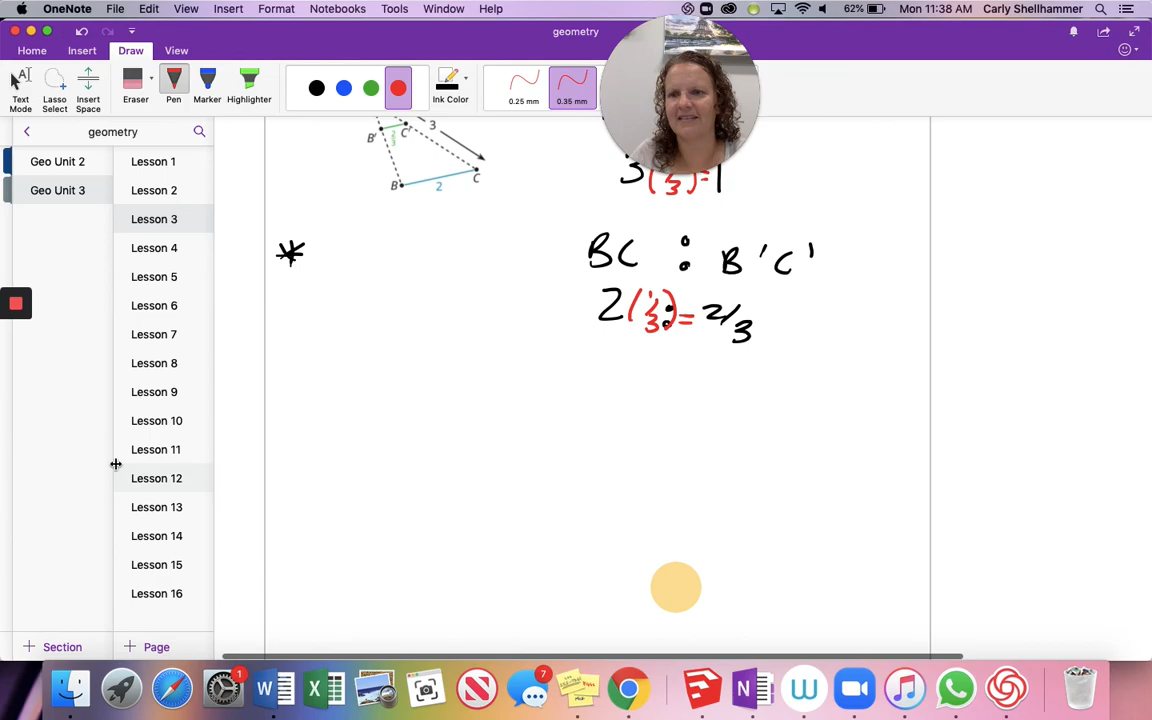 OneNote File Edit View Insert Format Notebooks Tools Window Help 62% Mon 11:38 AM Carly Shellhammer
geometry
Home Insert Draw View
Text Mode Lasso Select Insert Space Eraser Pen Marker Highlighter Ink Color 0.25 mm 0.35 mm
geometry
Geo Unit 2
Geo Unit 3
Lesson 1
Lesson 2
Lesson 3
Lesson 4
Lesson 5
Lesson 6
Lesson 7
Lesson 8
Lesson 9
Lesson 10
Lesson 11
Lesson 12
Lesson 13
Lesson 14
Lesson 15
Lesson 16
+ Section
+ Page
B' C' 3
B 2 C
3(1/3)=1
* BC : B'C'
2(1/3):= 2/3
1 7